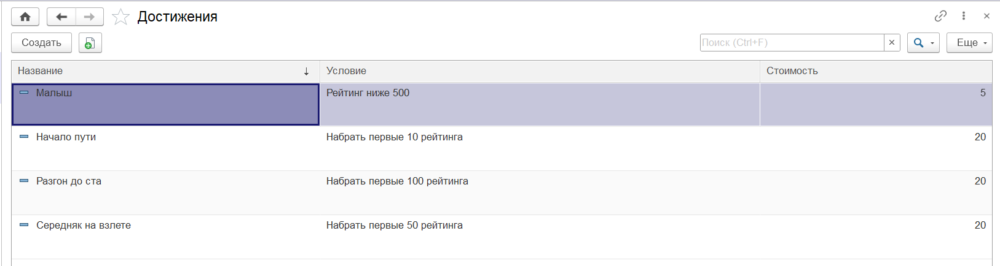 Достижения
Создать
Поиск (Ctrl+F)
Еще
Название Условие Стоимость
Малыш Рейтинг ниже 500 5
Начало пути Набрать первые 10 рейтинга 20
Разгон до ста Набрать первые 100 рейтинга 20
Середняк на взлете Набрать первые 50 рейтинга 20